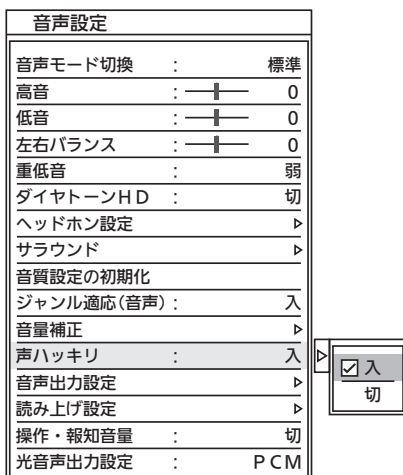 音声設定
音声モード切換 : 標準
高音 : 0
低音 : 0
左右バランス : 0
重低音 : 弱
ダイヤトーンHD : 切
ヘッドホン設定
サラウンド
音質設定の初期化
ジャンル適応(音声) : 入
音量補正
声ハッキリ : 入
音声出力設定
読み上げ設定
操作・報知音量 : 切
光音声出力設定 : PCM
入
切